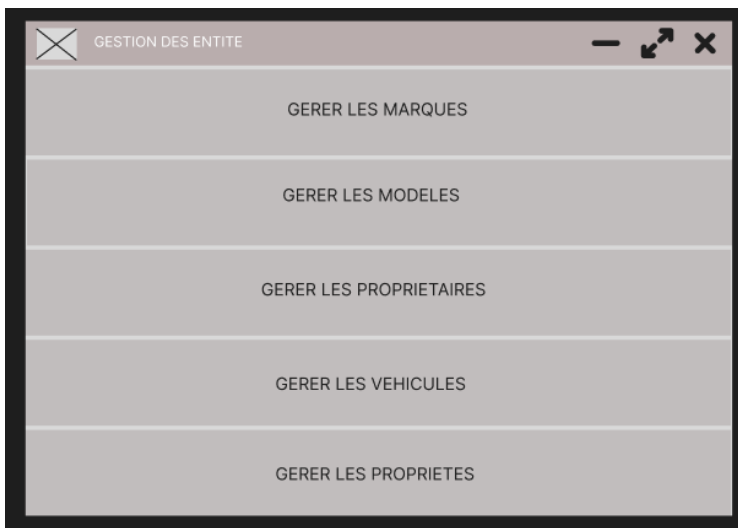 GESTION DES ENTITE
GERER LES MARQUES
GERER LES MODELES
GERER LES PROPRIETAIRES
GERER LES VEHICULES
GERER LES PROPRIETES